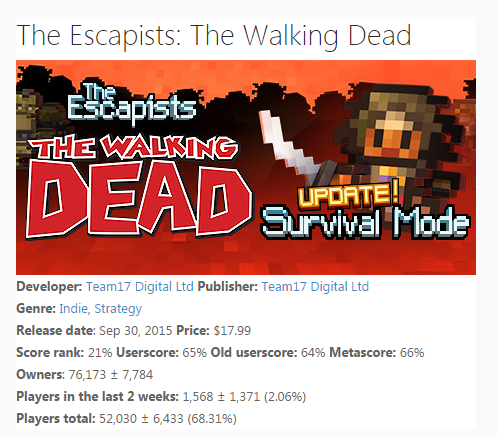 The Escapists: The Walking Dead
The
Escapists
THE WALKING
DEAD
UPDATE!
Survival Mode
Developer: Team17 Digital Ltd Publisher: Team17 Digital Ltd
Genre: Indie, Strategy
Release date: Sep 30, 2015 Price: $17.99
Score rank: 21% Userscore: 65% Old userscore: 64% Metascore: 66%
Owners: 76,173 ± 7,784
Players in the last 2 weeks: 1,568 ± 1,371 (2.06%)
Players total: 52,030 ± 6,433 (68.31%)